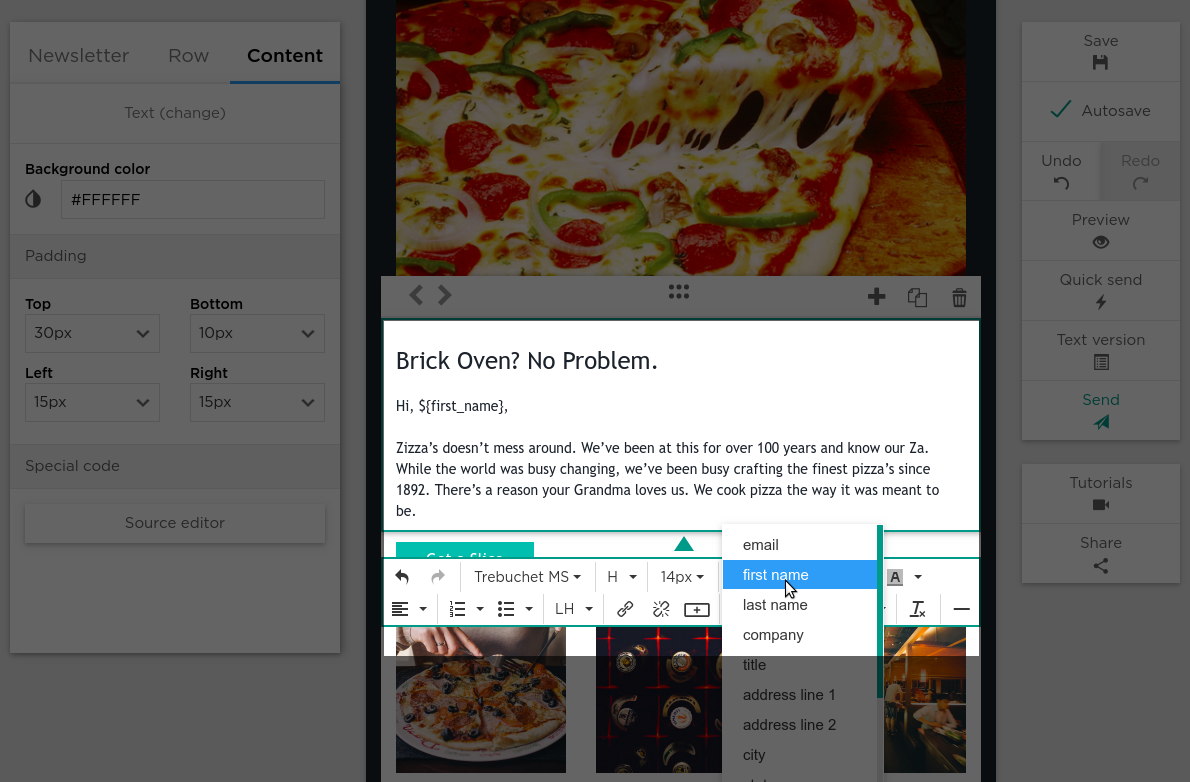 Newsletter Row Content
Text (change)
Background color
#FFFFFF
Padding
Top Bottom
30px 10px
Left Right
15px 15px
Special code
Source editor
Brick Oven? No Problem.
Hi, ${first_name},
Zizza’s doesn’t mess around. We’ve been at this for over 100 years and know our Za.
While the world was busy changing, we’ve been busy crafting the finest pizza’s since
1892. There’s a reason your Grandma loves us. We cook pizza the way it was meant to
be.
Get a Slice
Trebuchet MS H 14px A
LH
email
first name
last name
company
title
address line 1
address line 2
city
Save
Autosave
Undo Redo
Preview
Quick send
Text version
Send
Tutorials
Share